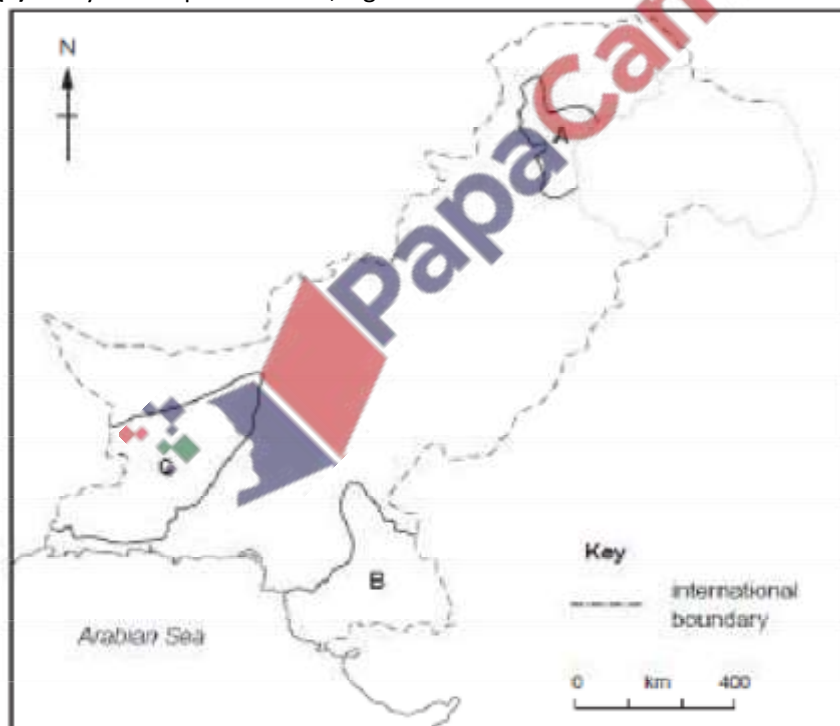 N
PapaCam
A
C
B
Key
international
boundary
Arabian Sea
0 km 400